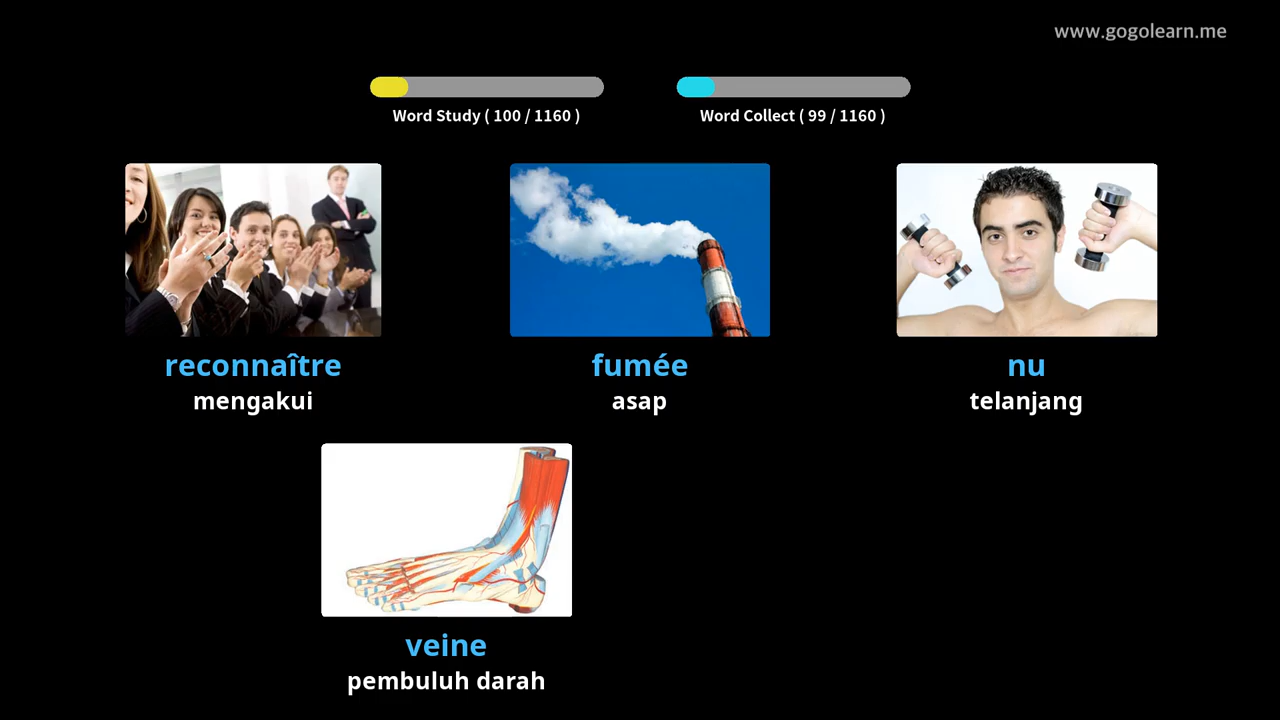 www.gogolearn.me
Word Study ( 100 / 1160 )
Word Collect ( 99 / 1160 )
reconnaître
mengakui
fumée
asap
nu
telanjang
veine
pembuluh darah